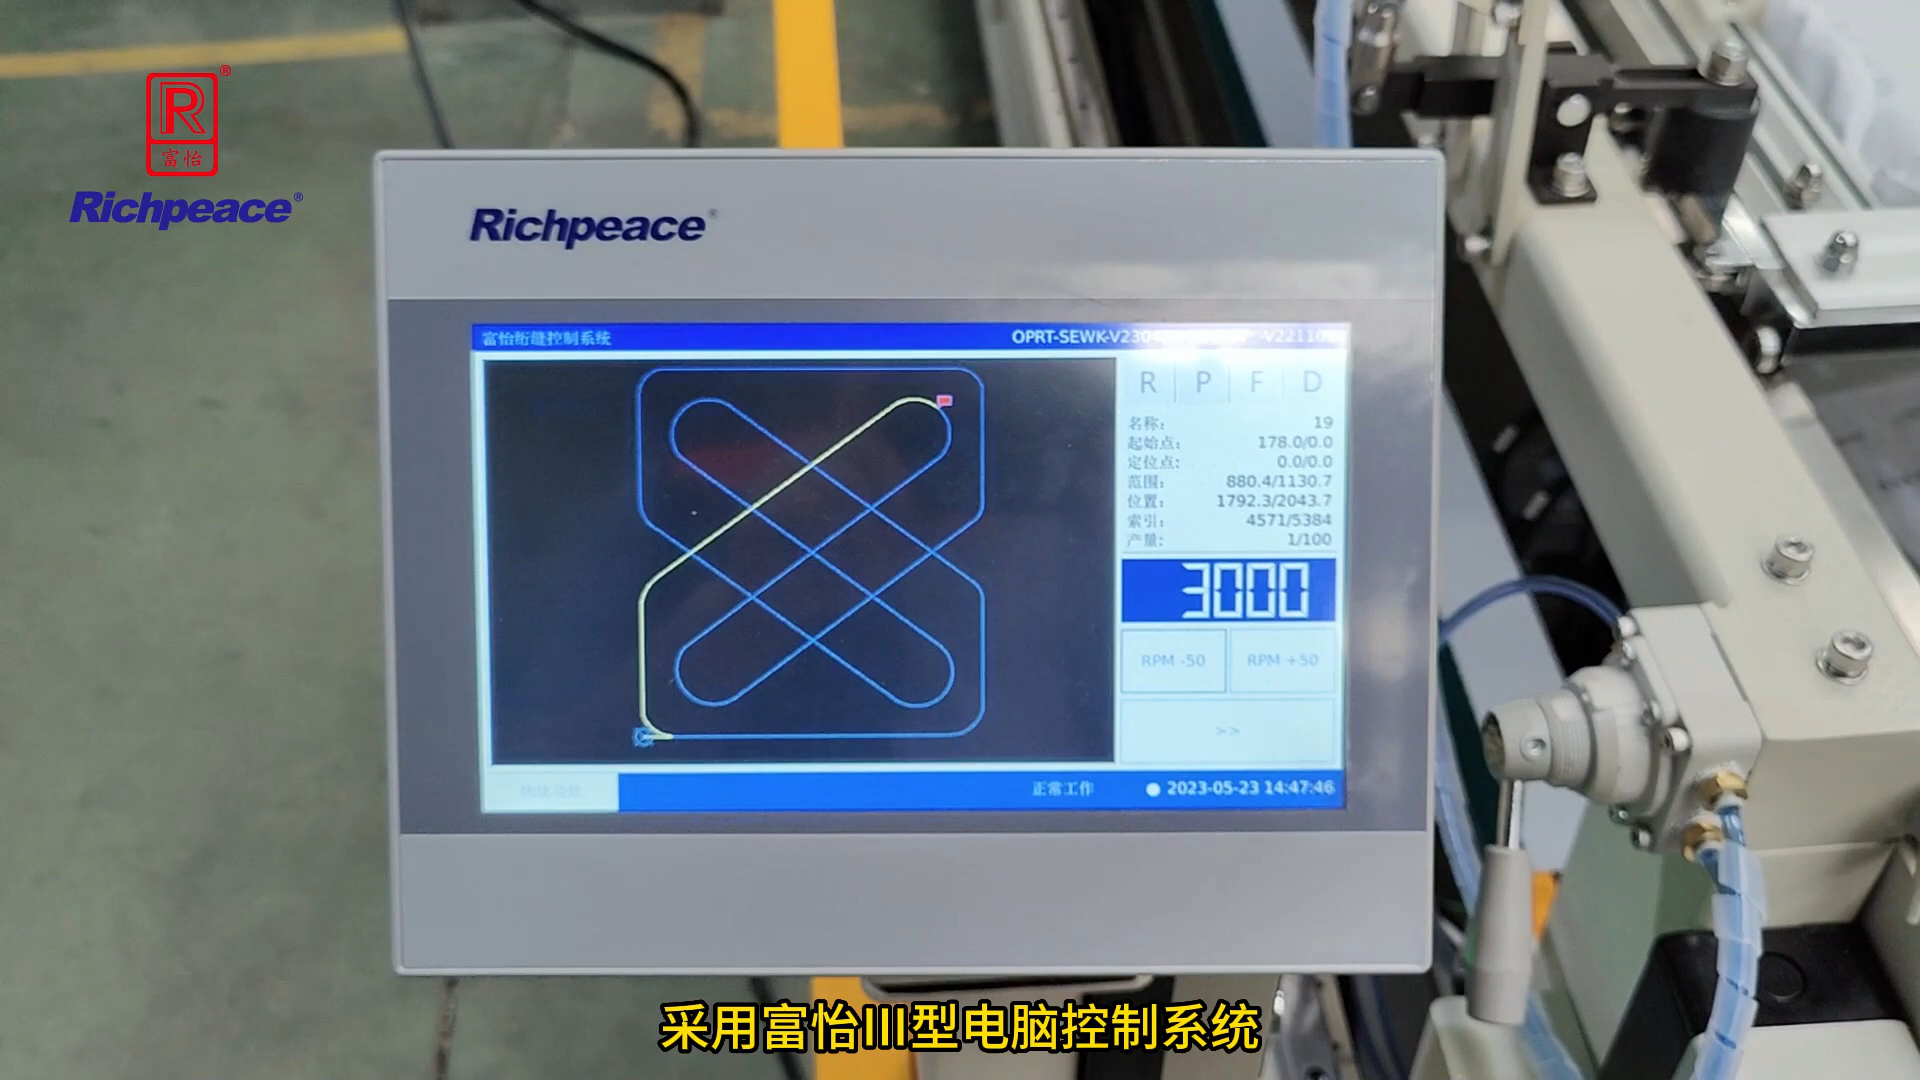 R®
富怡
Richpeace®
Richpeace®
富怡绗缝控制系统
OPRT-SEWK-V230
V2211
R P F D
名称: 19
起始点: 178.0/0.0
定位点: 0.0/0.0
范围: 880.4/1130.7
位置: 1792.3/2043.7
索引: 4571/5384
产量: 1/100
3000
RPM -50
RPM +50
>>
正常工作
2023-05-23 14:47:46
采用富怡III型电脑控制系统